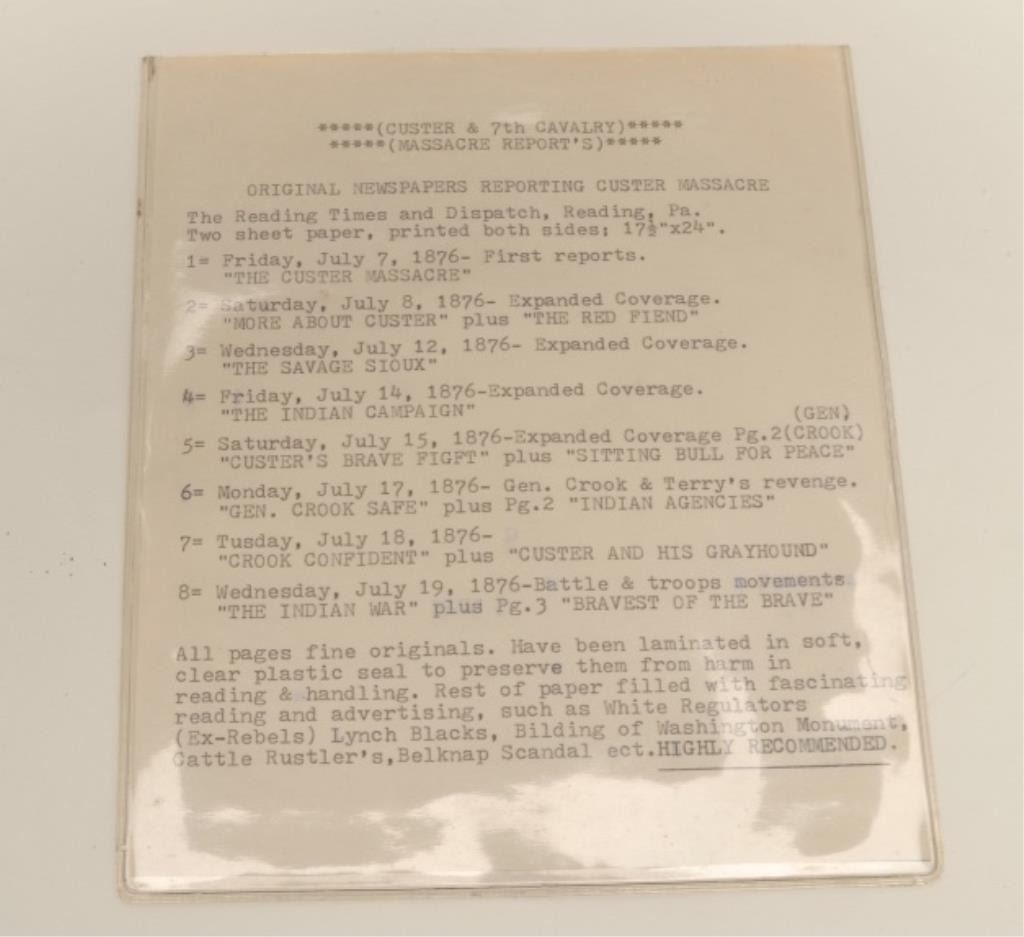 *****(CUSTER & 7th CAVALRY)*****
*****(MASSACRE REPORT'S)*****
ORIGINAL NEWSPAPERS REPORTING CUSTER MASSACRE
The Reading Times and Dispatch, Reading, Pa.
Two sheet paper, printed both sides; 17½"x24".
1= Friday, July 7, 1876- First reports.
"THE CUSTER MASSACRE"
2= Saturday, July 8, 1876- Expanded Coverage.
"MORE ABOUT CUSTER" plus "THE RED FIEND"
3= Wednesday, July 12, 1876- Expanded Coverage.
"THE SAVAGE SIOUX"
4= Friday, July 14, 1876-Expanded Coverage.
"THE INDIAN CAMPAIGN" (GEN)
5= Saturday, July 15, 1876-Expanded Coverage Pg.2(CROOK)
"CUSTER'S BRAVE FIGFT" plus "SITTING BULL FOR PEACE"
6= Monday, July 17, 1876- Gen. Crook & Terry's revenge.
"GEN. CROOK SAFE" plus Pg.2 "INDIAN AGENCIES"
7= Tusday, July 18, 1876-
"CROOK CONFIDENT" plus "CUSTER AND HIS GRAYHOUND"
8= Wednesday, July 19, 1876-Battle & troops movements.
"THE INDIAN WAR" plus Pg.3 "BRAVEST OF THE BRAVE"
All pages fine originals. Have been laminated in soft,
clear plastic seal to preserve them from harm in
reading & handling. Rest of paper filled with fascinating
reading and advertising, such as White Regulators
(Ex-Rebels) Lynch Blacks, Bilding of Washington Monument,
Cattle Rustler's,Belknap Scandal ect.HIGHLY RECOMMENDED.